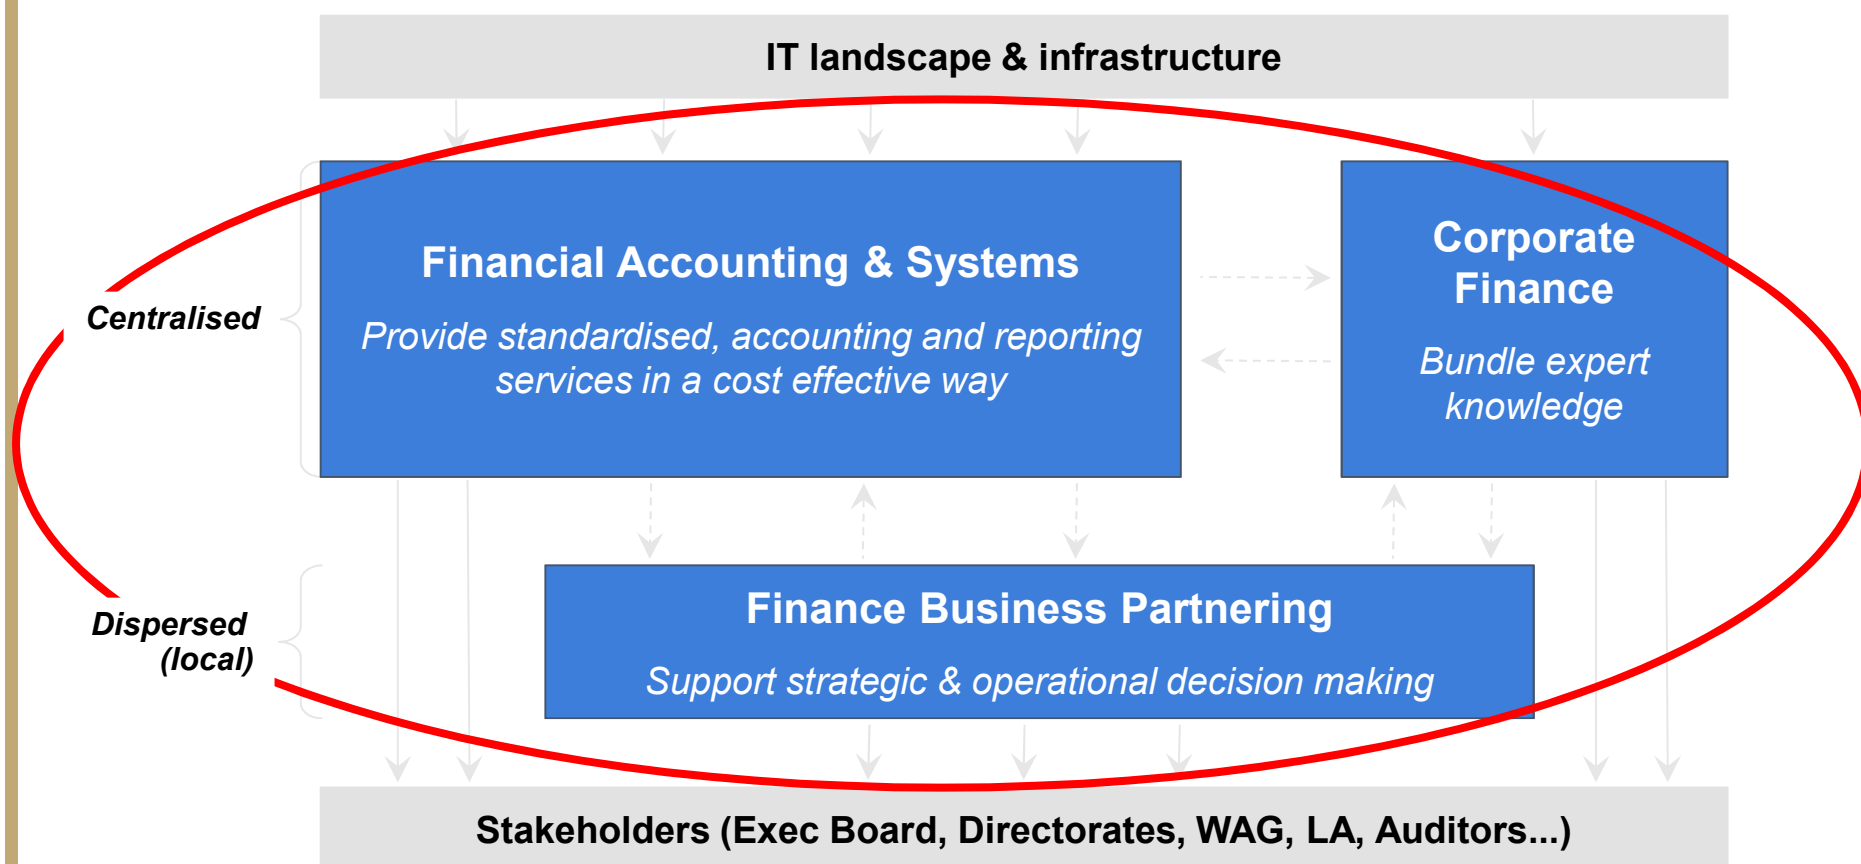 IT landscape & infrastructure
Financial Accounting & Systems
Provide standardised, accounting and reporting
services in a cost effective way
Corporate
Finance
Bundle expert
knowledge
Centralised
Dispersed
(local)
Finance Business Partnering
Support strategic & operational decision making
Stakeholders (Exec Board, Directorates, WAG, LA, Auditors...)